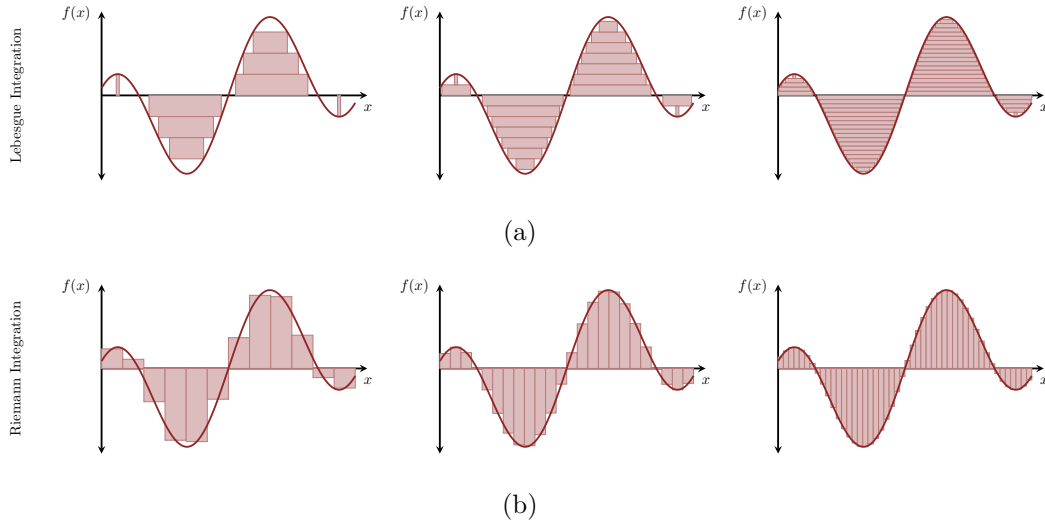 Lebesgue Integration
f(x)
x
f(x)
x
f(x)
x
(a)
Riemann Integration
f(x)
x
f(x)
x
f(x)
x
(b)